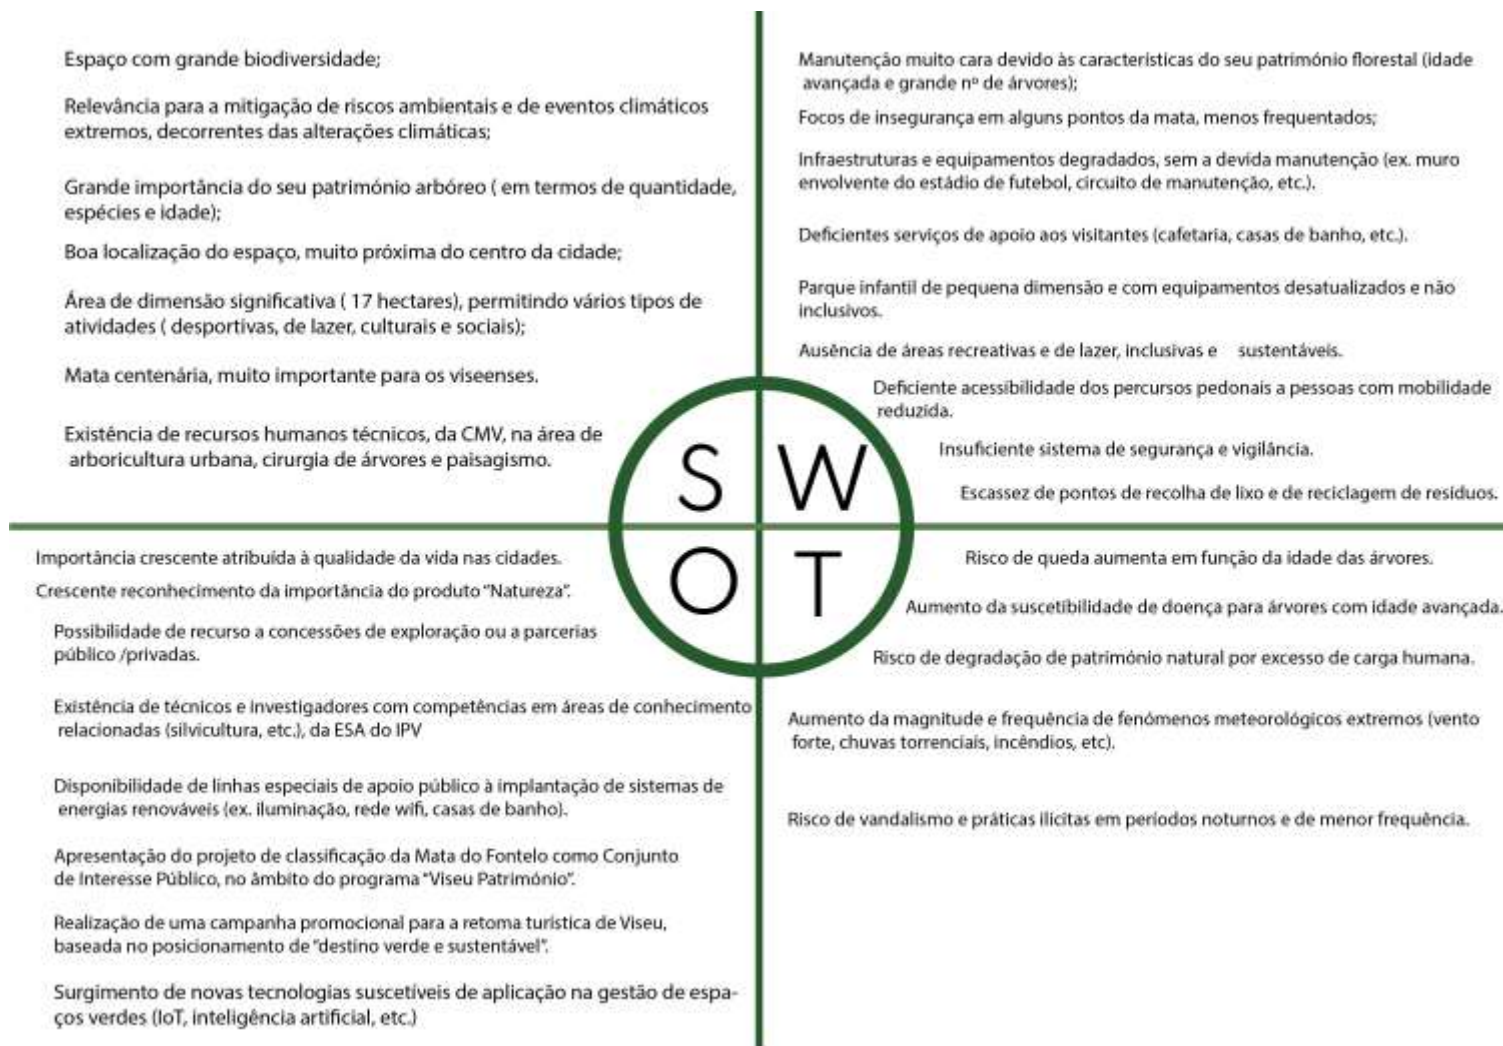 Espaço com grande biodiversidade;
Relevância para a mitigação de riscos ambientais e de eventos climáticos
extremos, decorrentes das alterações climáticas;
Grande importância do seu património arbóreo ( em termos de quantidade,
espécies e idade);
Boa localização do espaço, muito próxima do centro da cidade;
Área de dimensão significativa ( 17 hectares), permitindo vários tipos de
atividades ( desportivas, de lazer, culturais e sociais);
Mata centenária, muito importante para os viseenses.
Existência de recursos humanos técnicos, da CMV, na área de
arboricultura urbana, cirurgia de árvores e paisagismo.
Manutenção muito cara devido às características do seu património florestal (idade
avançada e grande nº de árvores);
Focos de insegurança em alguns pontos da mata, menos frequentados;
Infraestruturas e equipamentos degradados, sem a devida manutenção (ex. muro
envolvente do estádio de futebol, circuito de manutenção, etc.).
Deficientes serviços de apoio aos visitantes (cafetaria, casas de banho, etc.).
Parque infantil de pequena dimensão e com equipamentos desatualizados e não
inclusivos.
Ausência de áreas recreativas e de lazer, inclusivas e sustentáveis.
Deficiente acessibilidade dos percursos pedonais a pessoas com mobilidade
reduzida.
Insuficiente sistema de segurança e vigilância.
Escassez de pontos de recolha de lixo e de reciclagem de resíduos.
S W
O T
Importância crescente atribuída à qualidade da vida nas cidades.
Crescente reconhecimento da importância do produto "Natureza".
Possibilidade de recurso a concessões de exploração ou a parcerias
público /privadas.
Existência de técnicos e investigadores com competências em áreas de conhecimento
relacionadas (silvicultura, etc.), da ESA do IPV
Disponibilidade de linhas especiais de apoio público à implantação de sistemas de
energias renováveis (ex. iluminação, rede wifi, casas de banho).
Apresentação do projeto de classificação da Mata do Fontelo como Conjunto
de Interesse Público, no âmbito do programa "Viseu Património".
Realização de uma campanha promocional para a retoma turística de Viseu,
baseada no posicionamento de "destino verde e sustentável".
Surgimento de novas tecnologias suscetíveis de aplicação na gestão de espa-
ços verdes (IoT, inteligência artificial, etc.)
Risco de queda aumenta em função da idade das árvores.
Aumento da suscetibilidade de doença para árvores com idade avançada.
Risco de degradação de património natural por excesso de carga humana.
Aumento da magnitude e frequência de fenómenos meteorológicos extremos (vento
forte, chuvas torrenciais, incêndios, etc).
Risco de vandalismo e práticas ilícitas em períodos noturnos e de menor frequência.